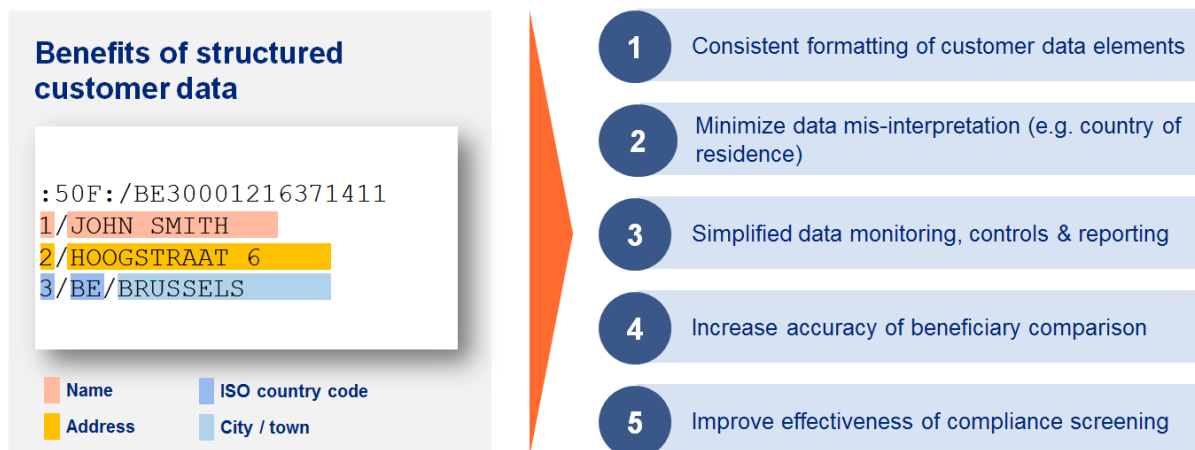 Benefits of structured
customer data
:50F:/BE30001216371411
1/JOHN SMITH
2/HOOGSTRAAT 6
3/BE/BRUSSELS
Name
ISO country code
Address
City / town
1
Consistent formatting of customer data elements
2
Minimize data mis-interpretation (e.g. country of
residence)
3
Simplified data monitoring, controls & reporting
4
Increase accuracy of beneficiary comparison
5
Improve effectiveness of compliance screening